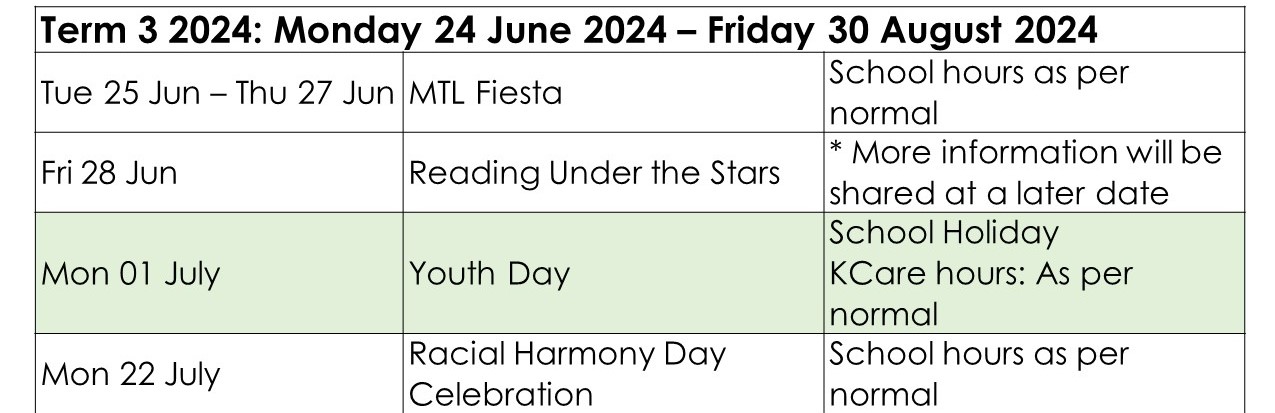 Term 3 2024: Monday 24 June 2024 – Friday 30 August 2024
Tue 25 Jun – Thu 27 Jun MTL Fiesta School hours as per
normal
Fri 28 Jun Reading Under the Stars * More information will be
shared at a later date
Mon 01 July Youth Day School Holiday
KCare hours: As per
normal
Mon 22 July Racial Harmony Day
Celebration School hours as per
normal